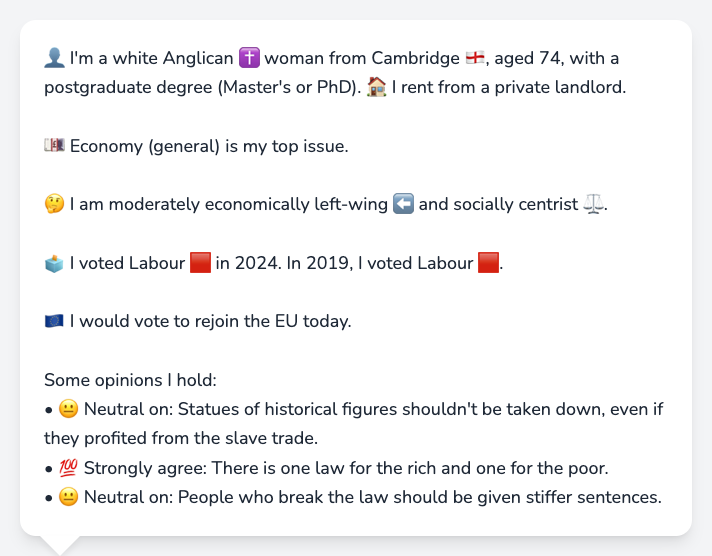 👤 I'm a white Anglican ✝️ woman from Cambridge 🏴󠁧󠁢󠁥󠁮󠁧󠁿, aged 74, with a
postgraduate degree (Master's or PhD). 🏠 I rent from a private landlord.
💷 Economy (general) is my top issue.
🤔 I am moderately economically left-wing ⬅️ and socially centrist ⚖️.
🗳️ I voted Labour 🟥 in 2024. In 2019, I voted Labour 🟥.
🇪🇺 I would vote to rejoin the EU today.
Some opinions I hold:
• 😐 Neutral on: Statues of historical figures shouldn't be taken down, even if
they profited from the slave trade.
• 💯 Strongly agree: There is one law for the rich and one for the poor.
• 😐 Neutral on: People who break the law should be given stiffer sentences.